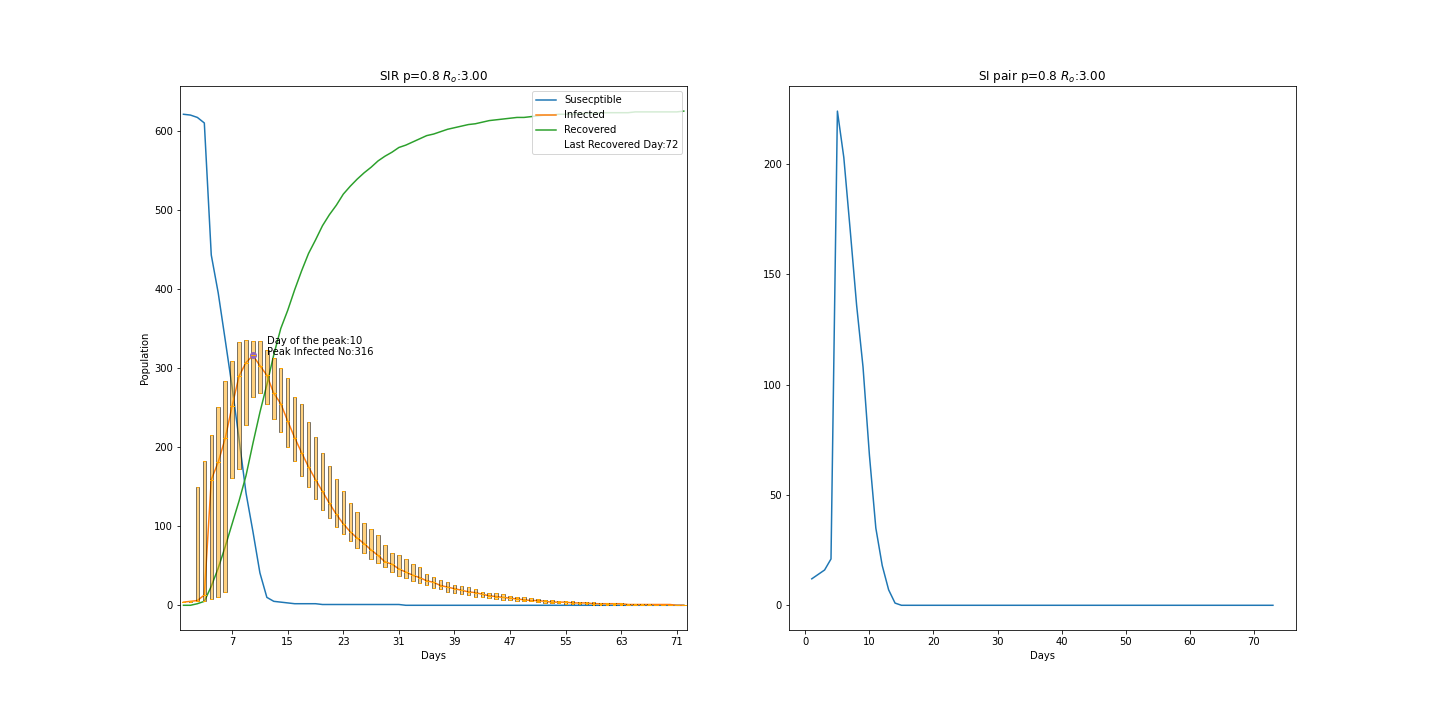 SIR p=0.8 Rₒ:3.00
Susecptible
Infected
Recovered
Last Recovered Day:72
Day of the peak:10
Peak Infected No:316
Population
600
500
400
300
200
100
0
7 15 23 31 39 47 55 63 71
Days
SI pair p=0.8 Rₒ:3.00
200
150
100
50
0
0 10 20 30 40 50 60 70
Days